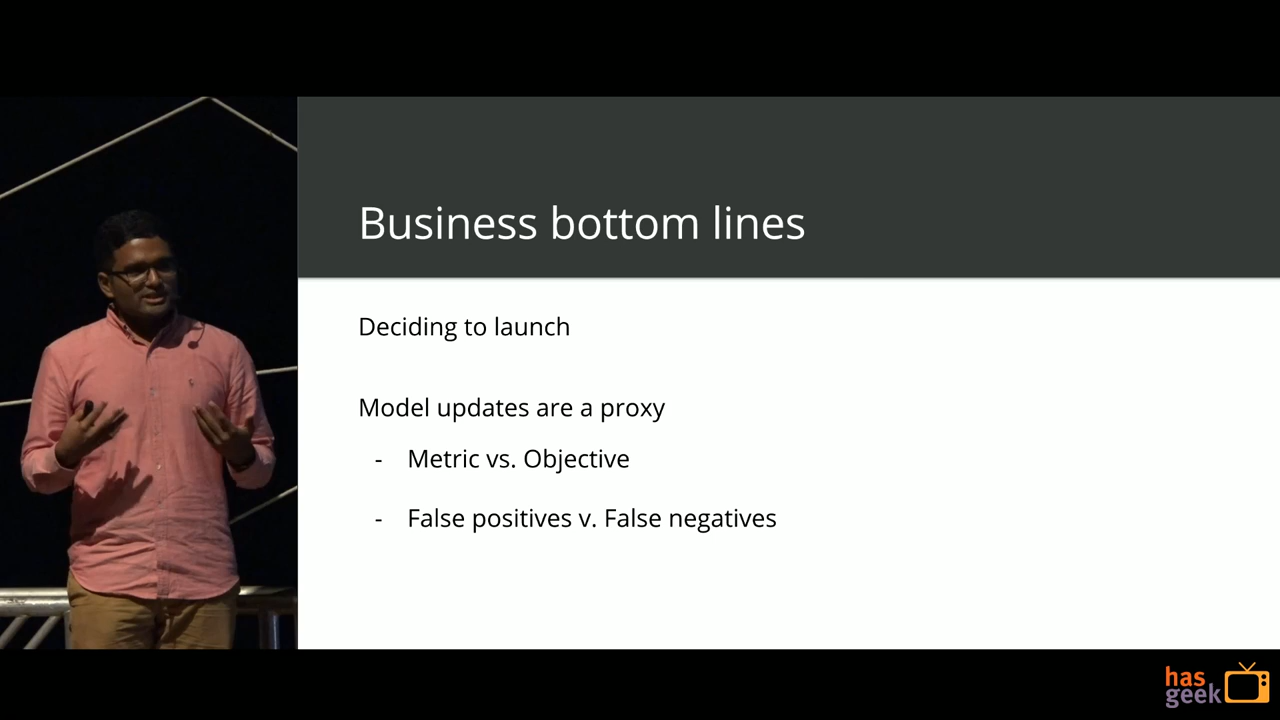 Business bottom lines
Deciding to launch
Model updates are a proxy
- Metric vs. Objective
- False positives v. False negatives
has
geek